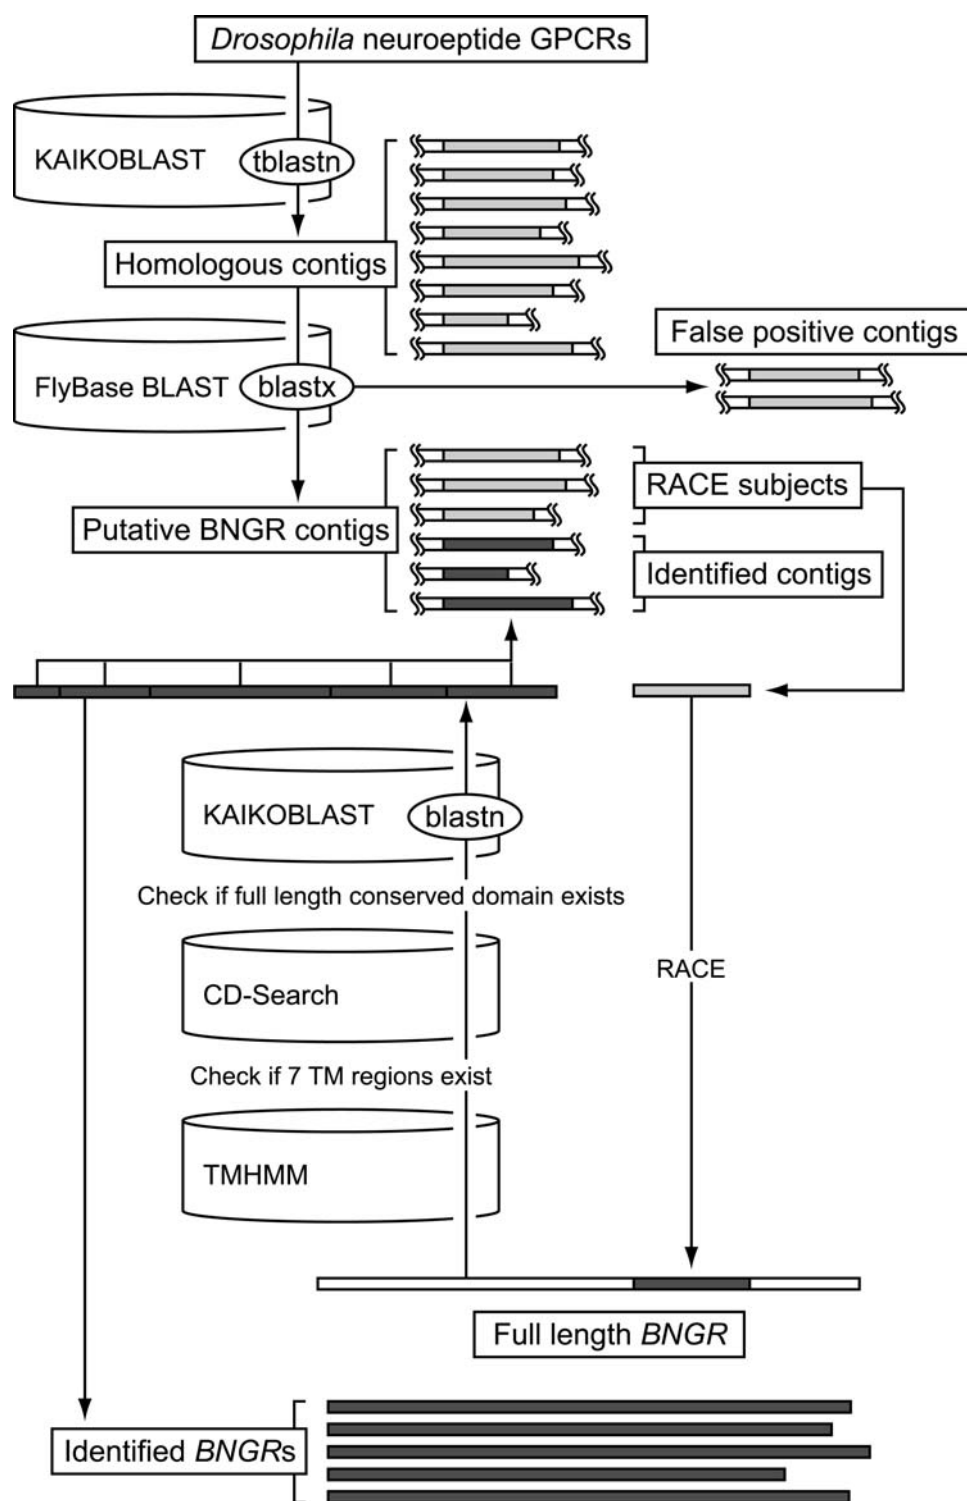 Drosophila neuroeptide GPCRs
KAIKOBLAST
tblastn
Homologous contigs
False positive contigs
FlyBase BLAST
blastx
RACE subjects
Putative BNGR contigs
Identified contigs
KAIKOBLAST
blastn
Check if full length conserved domain exists
CD-Search
RACE
Check if 7 TM regions exist
TMHMM
Full length BNGR
Identified BNGRs